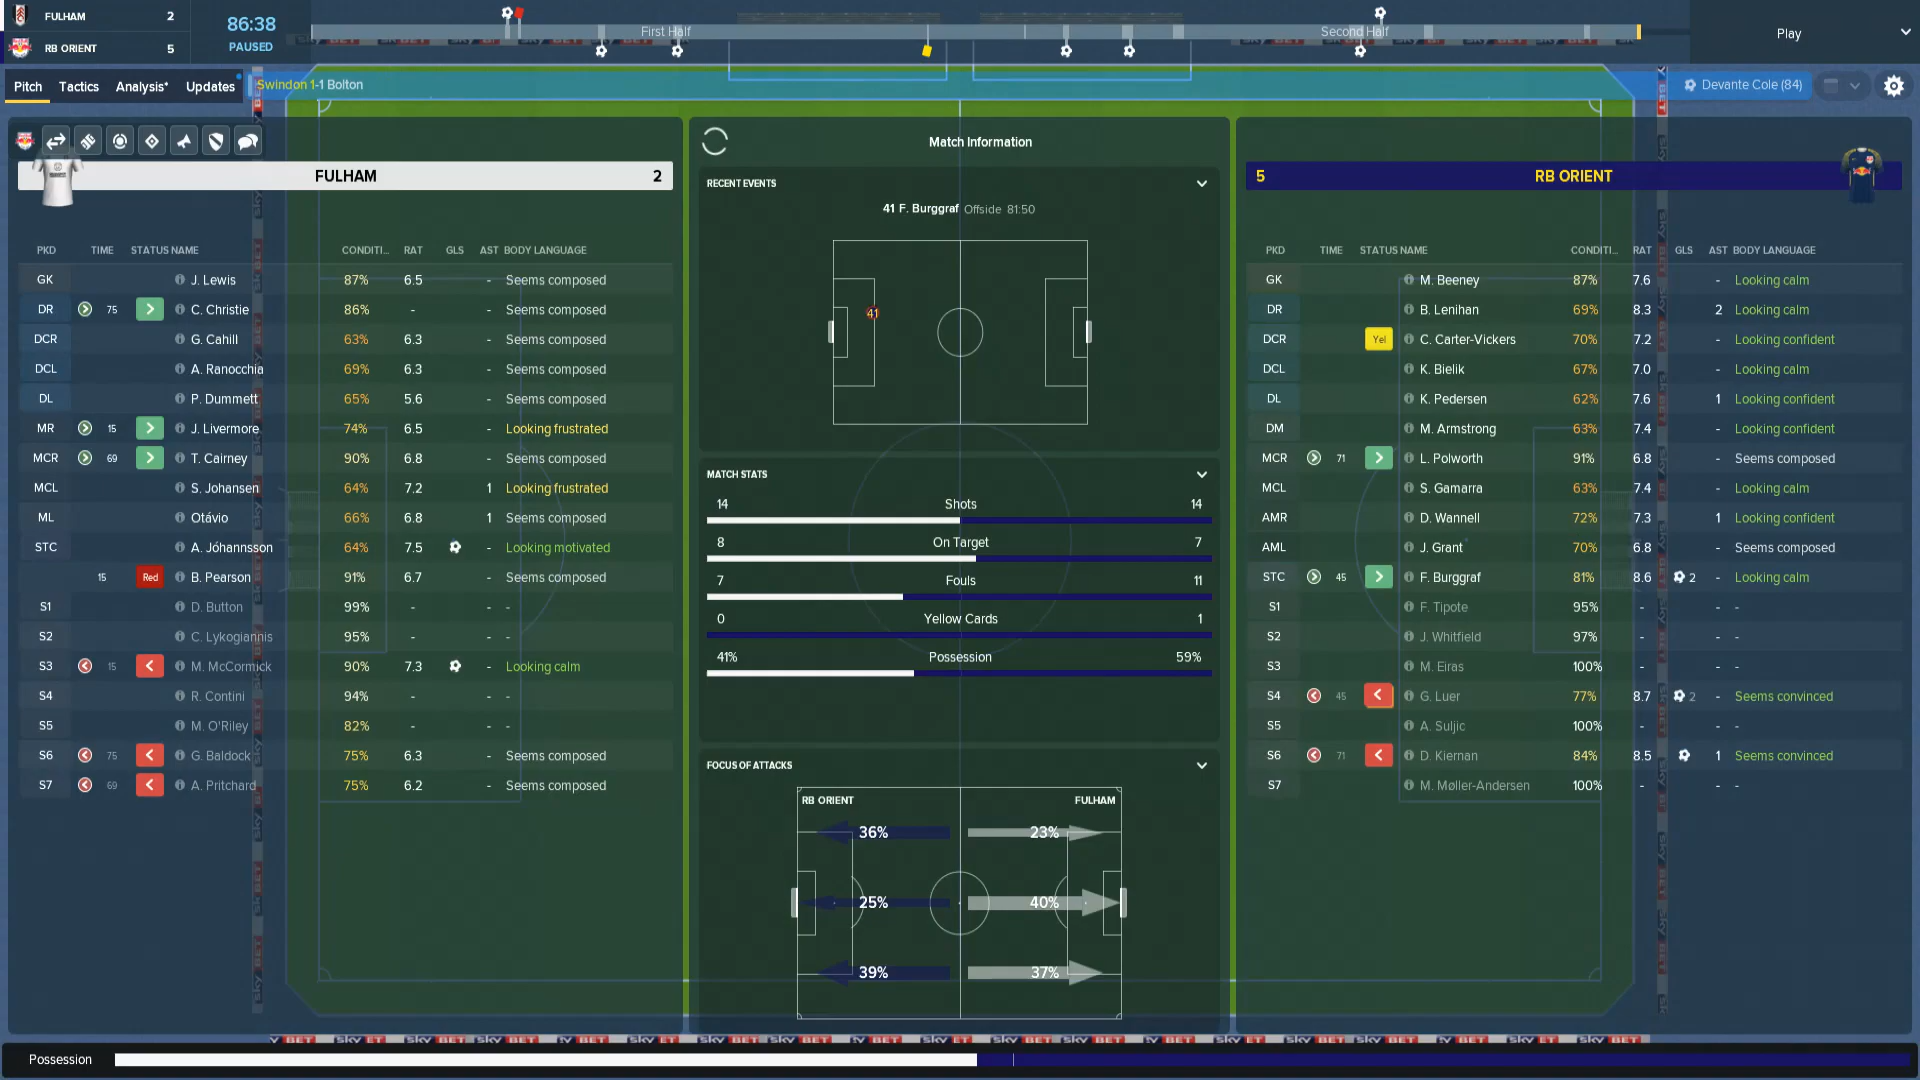 FULHAM 2
RB ORIENT 5
86:38
PAUSED
First Half
Second Half
Play
Pitch Tactics Analysis* Updates
Swindon 1-1 Bolton
Devante Cole (84)
FULHAM 2
Match Information
5 RB ORIENT
PKD TIME STATUS NAME CONDITI... RAT GLS AST BODY LANGUAGE
GK J. Lewis 87% 6.5 - Seems composed
DR 75 C. Christie 86% - - Seems composed
DCR G. Cahill 63% 6.3 - Seems composed
DCL A. Ranocchia 69% 6.3 - Seems composed
DL P. Dummett 65% 5.6 - Seems composed
MR 15 J. Livermore 74% 6.5 - Looking frustrated
MCR 69 T. Cairney 90% 6.8 - Seems composed
MCL S. Johansen 64% 7.2 1 Looking frustrated
ML Otávio 66% 6.8 1 Seems composed
STC A. Jóhannsson 64% 7.5 - Looking motivated
15 Red B. Pearson 91% 6.7 - Seems composed
S1 D. Button 99% - - -
S2 C. Lykogiannis 95% - - -
S3 15 M. McCormick 90% 7.3 - Looking calm
S4 R. Contini 94% - - -
S5 M. O'Riley 82% - - -
S6 75 G. Baldock 75% 6.3 - Seems composed
S7 69 A. Pritchard 75% 6.2 - Seems composed
RECENT EVENTS
41 F. Burggraf Offside 81:50
41
MATCH STATS
14 Shots 14
8 On Target 7
7 Fouls 11
0 Yellow Cards 1
41% Possession 59%
FOCUS OF ATTACKS
RB ORIENT FULHAM
36% 23%
25% 40%
39% 37%
PKD TIME STATUS NAME CONDITI... RAT GLS AST BODY LANGUAGE
GK M. Beeney 87% 7.6 - Looking calm
DR B. Lenihan 69% 8.3 2 Looking calm
DCR Yel C. Carter-Vickers 70% 7.2 - Looking confident
DCL K. Bielik 67% 7.0 - Looking calm
DL K. Pedersen 62% 7.6 1 Looking confident
DM M. Armstrong 63% 7.4 - Looking confident
MCR 71 L. Polworth 91% 6.8 - Seems composed
MCL S. Gamarra 63% 7.4 - Looking calm
AMR D. Wannell 72% 7.3 1 Looking confident
AML J. Grant 70% 6.8 - Seems composed
STC 45 F. Burggraf 81% 8.6 2 - Looking calm
S1 F. Tipote 95% - - -
S2 J. Whitfield 97% - - -
S3 M. Eiras 100% - - -
S4 45 G. Luer 77% 8.7 2 - Seems convinced
S5 A. Suljic 100% - - -
S6 71 D. Kiernan 84% 8.5 1 Seems convinced
S7 M. Møller-Andersen 100% - - -
Possession